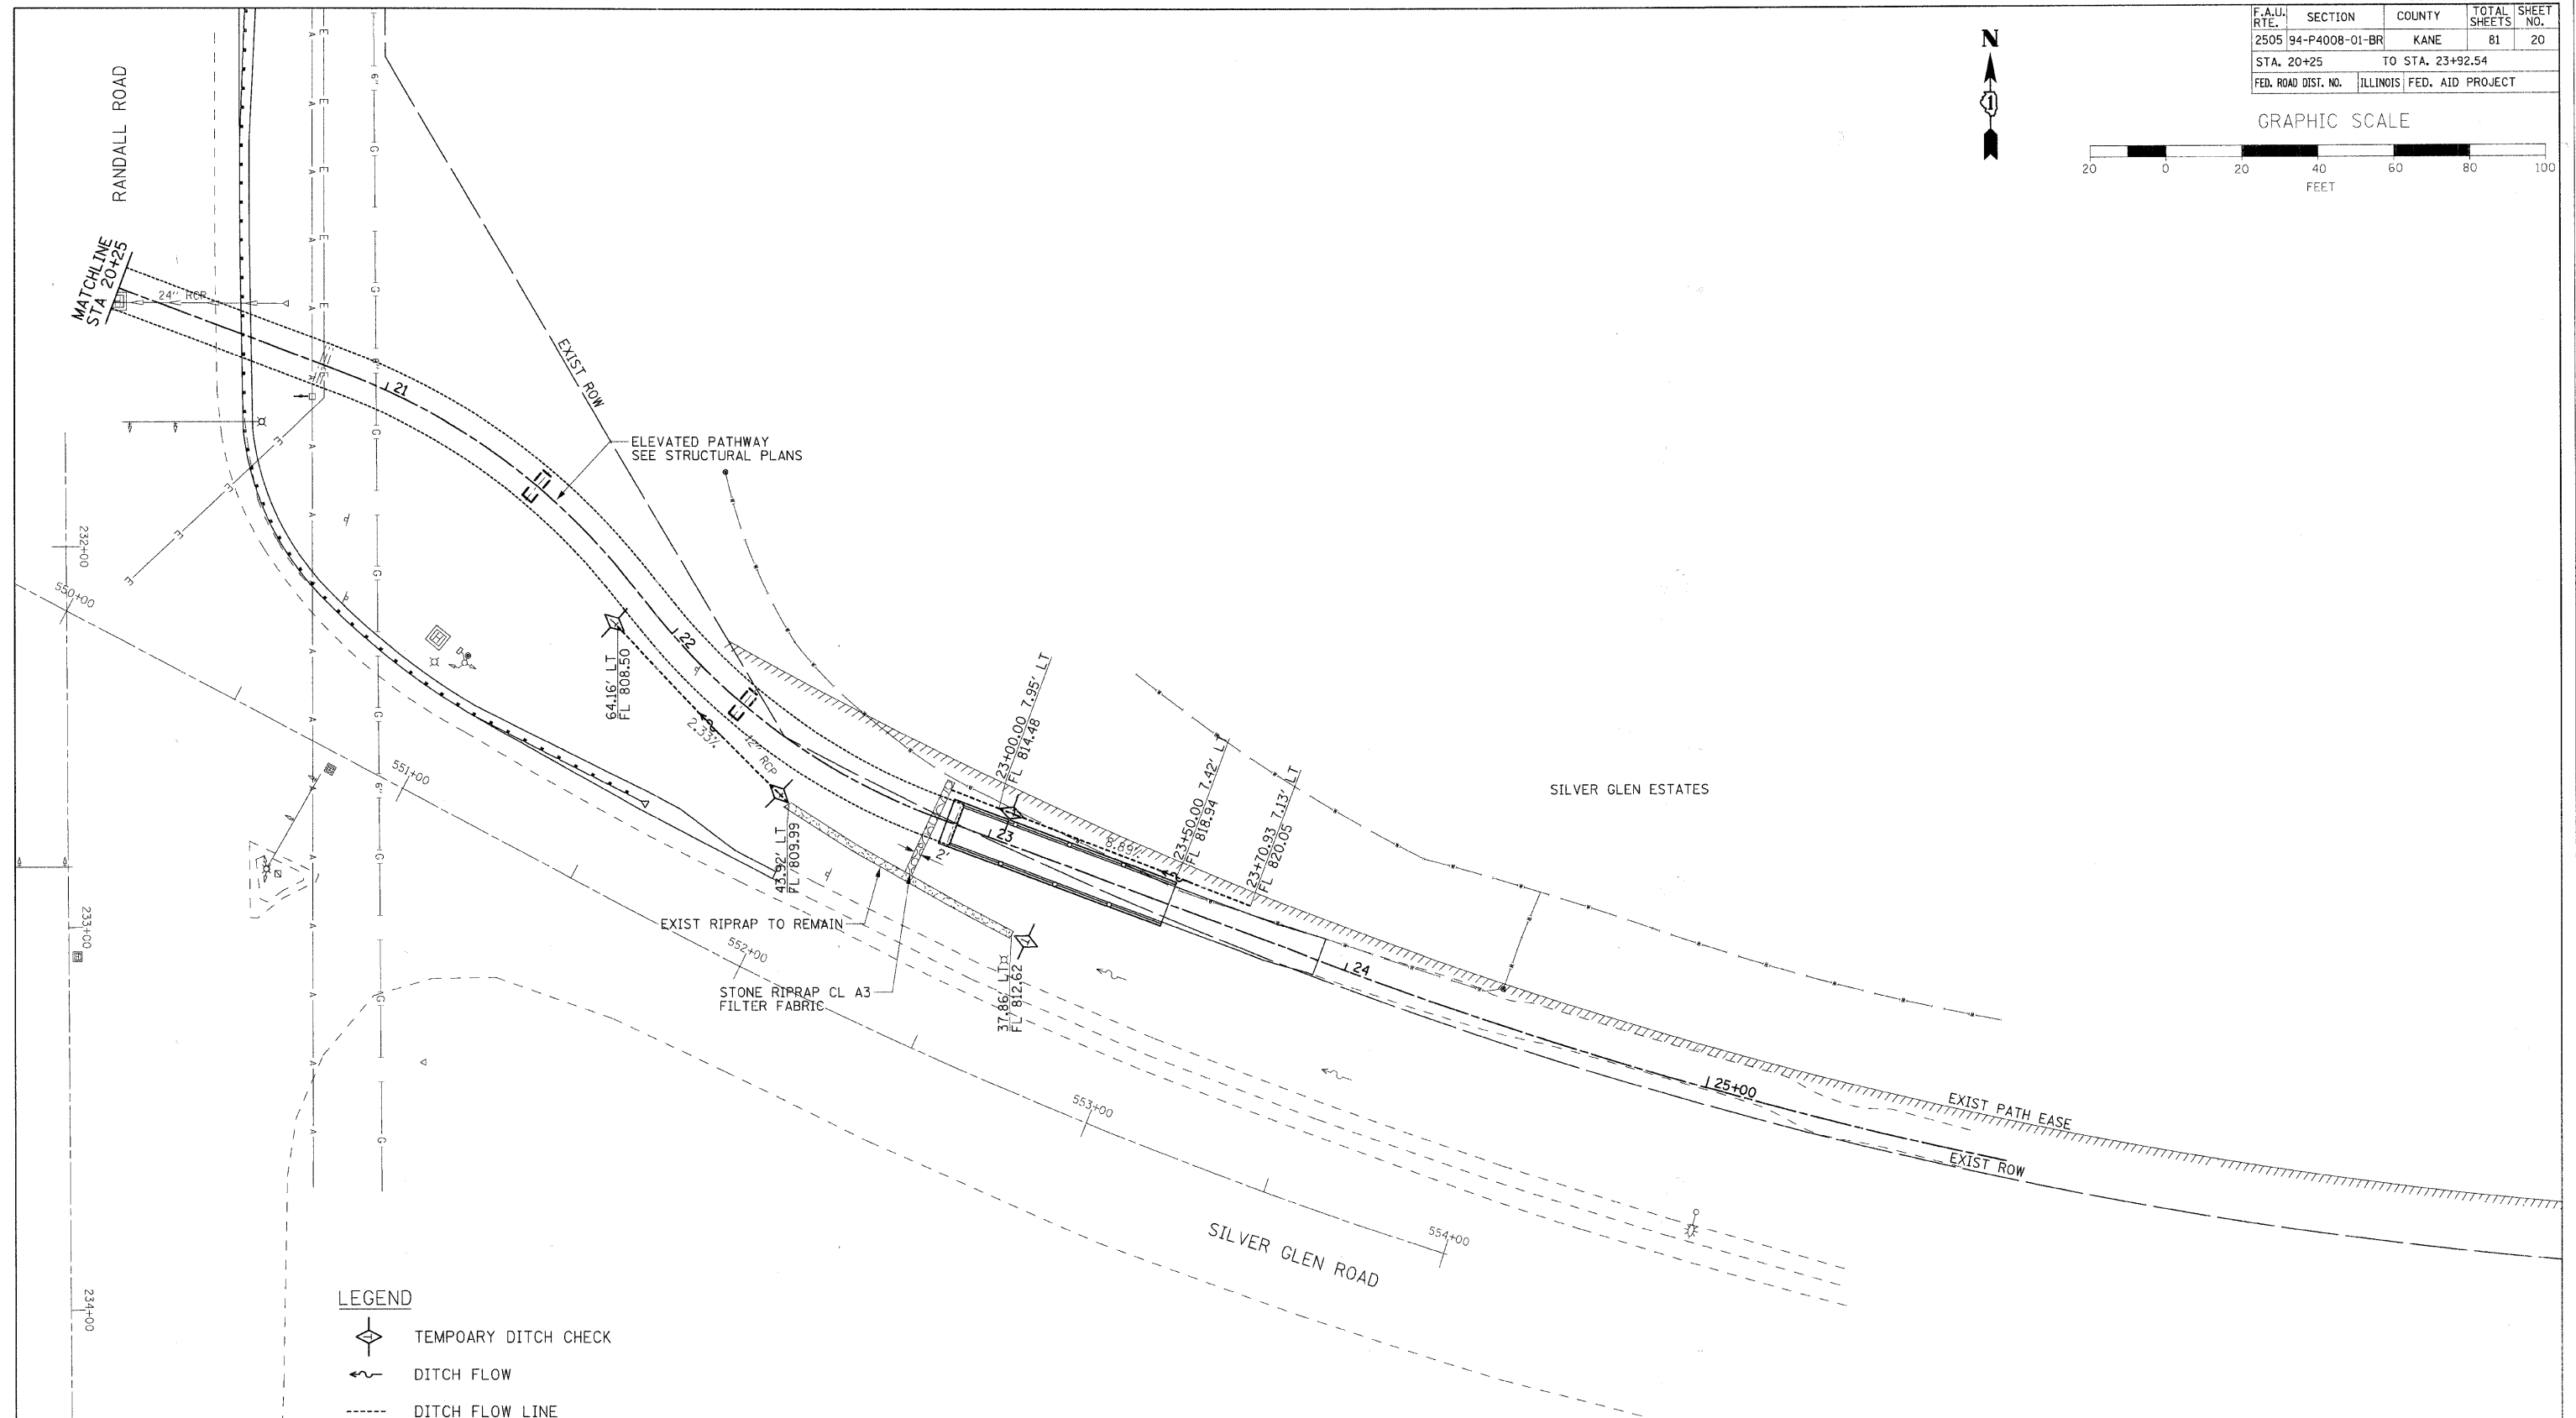 F.A.U. RTE. SECTION COUNTY TOTAL SHEETS SHEET NO.
2505 94-P4008-01-BR KANE 81 20
STA. 20+25 TO STA. 23+92.54
FED. ROAD DIST. NO. ILLINOIS FED. AID PROJECT
N
1
GRAPHIC SCALE
20 0 20 40 60 80 100
FEET
RANDALL ROAD
MATCHLINE
STA 20+25
24" RCP
21
EXIST ROW
ELEVATED PATHWAY
SEE STRUCTURAL PLANS
232+00
550+00
22
64.16' LT
FL 808.50
2.33%
12" RCP
551+00
43.92' LT
FL 809.99
23+00.00 7.95' LT
FL 814.48
23
2'
8.89%
23+50.00 7.42' LT
FL 818.94
23+70.93 7.13' LT
FL 820.05
SILVER GLEN ESTATES
EXIST RIPRAP TO REMAIN
233+00
552+00
STONE RIPRAP CL A3
FILTER FABRIC
37.86' LT
FL 812.62
24
25+00
EXIST PATH EASE
EXIST ROW
553+00
554+00
SILVER GLEN ROAD
234+00
LEGEND
TEMPOARY DITCH CHECK
DITCH FLOW
DITCH FLOW LINE